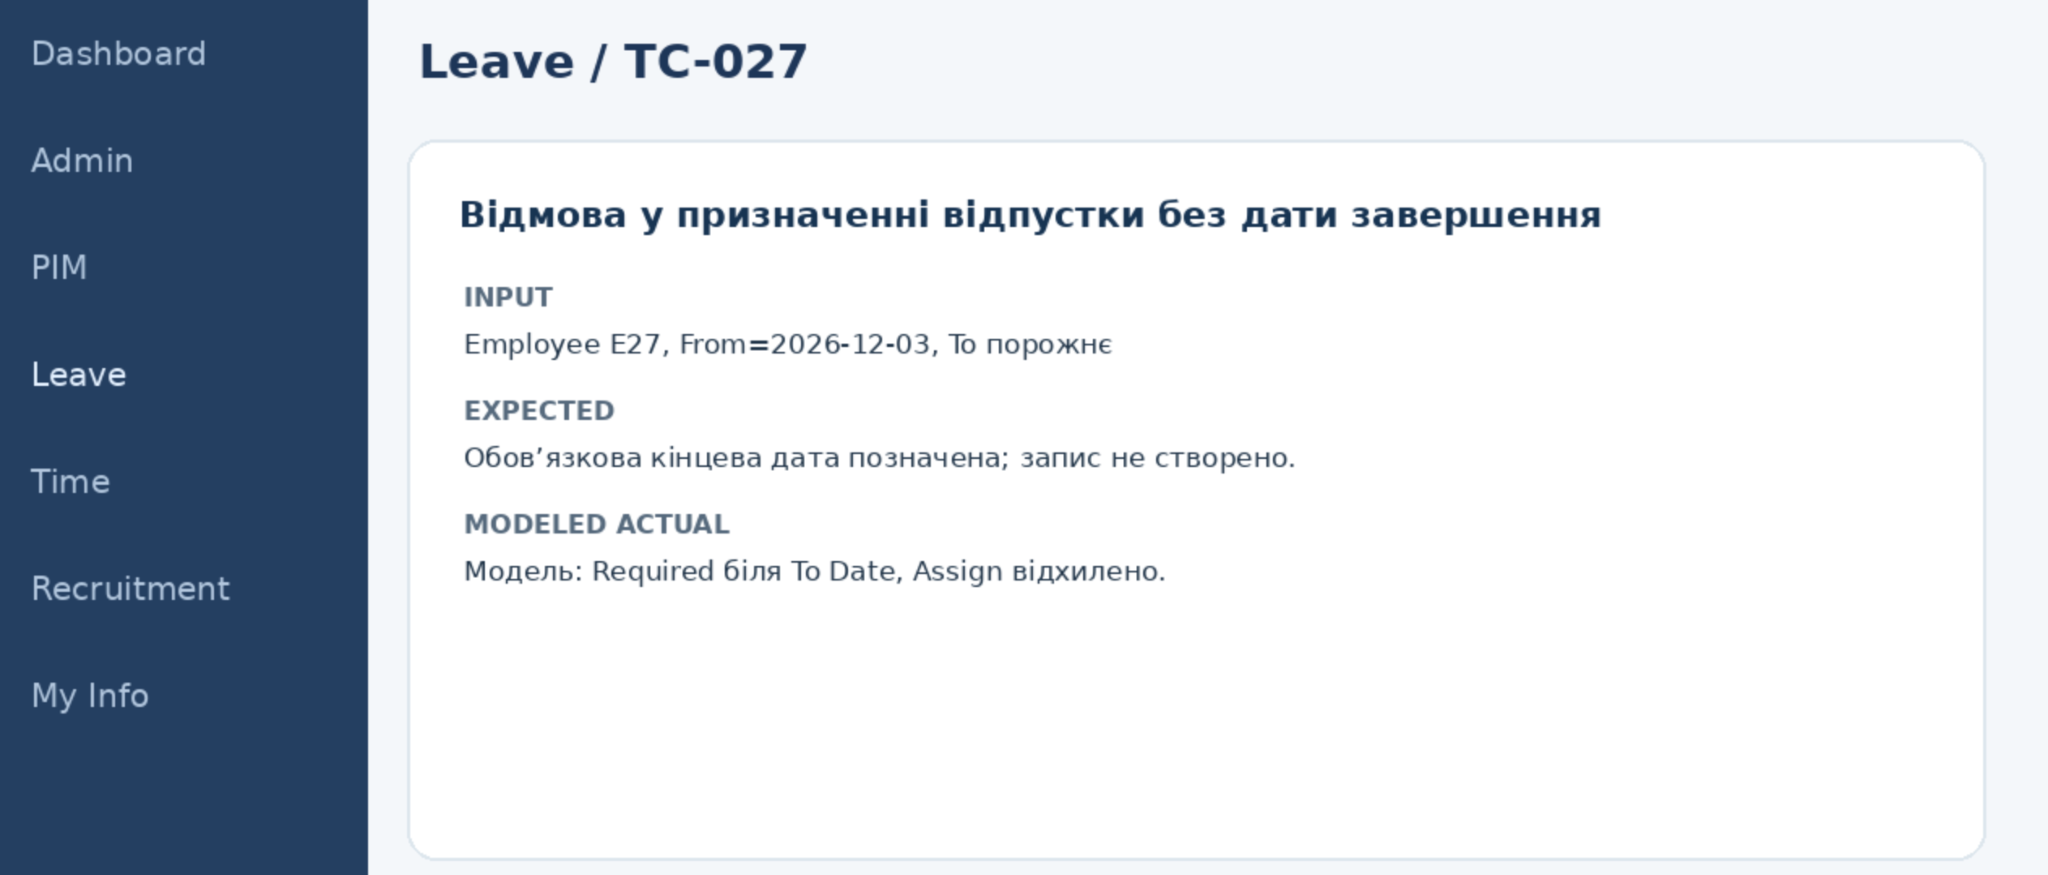 Dashboard
Admin
PIM
Leave
Time
Recruitment
My Info
Leave / TC-027
Відмова у призначенні відпустки без дати завершення
INPUT
Employee E27, From=2026-12-03, To порожнє
EXPECTED
Обов’язкова кінцева дата позначена; запис не створено.
MODELED ACTUAL
Модель: Required біля To Date, Assign відхилено.